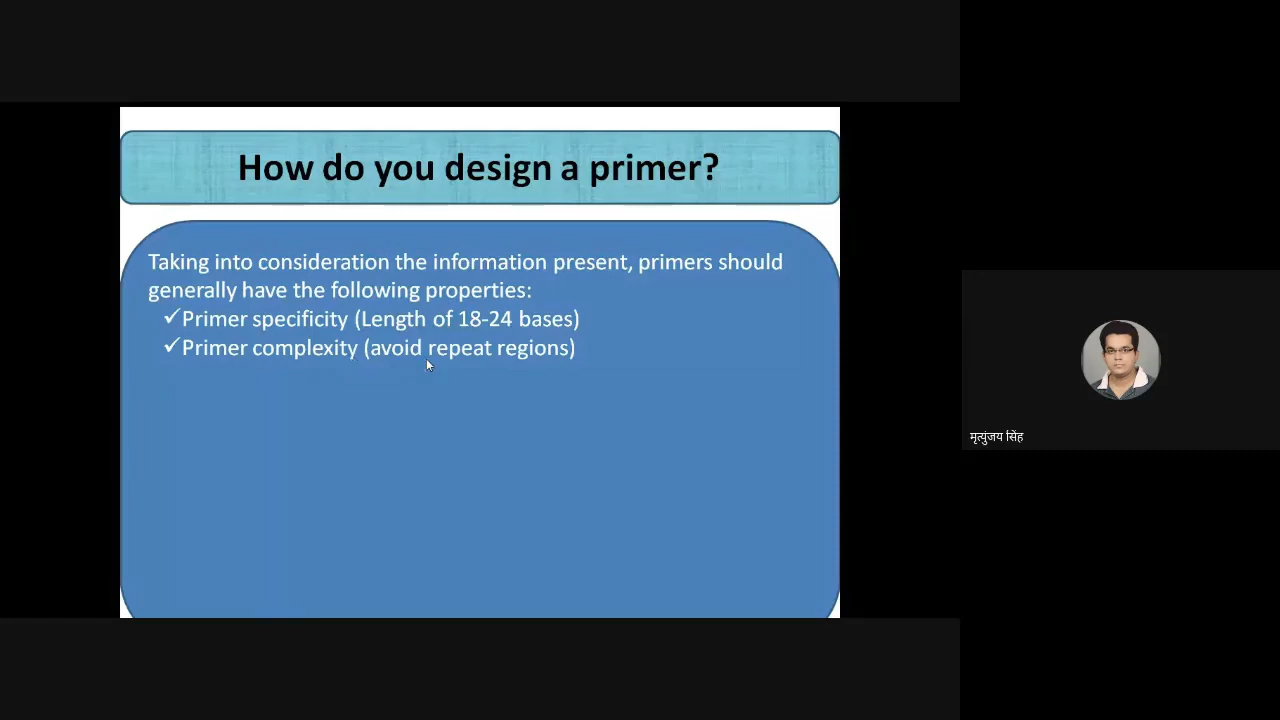 How do you design a primer?
Taking into consideration the information present, primers should
generally have the following properties:
✓Primer specificity (Length of 18-24 bases)
✓Primer complexity (avoid repeat regions)
मृत्युंजय सिंह